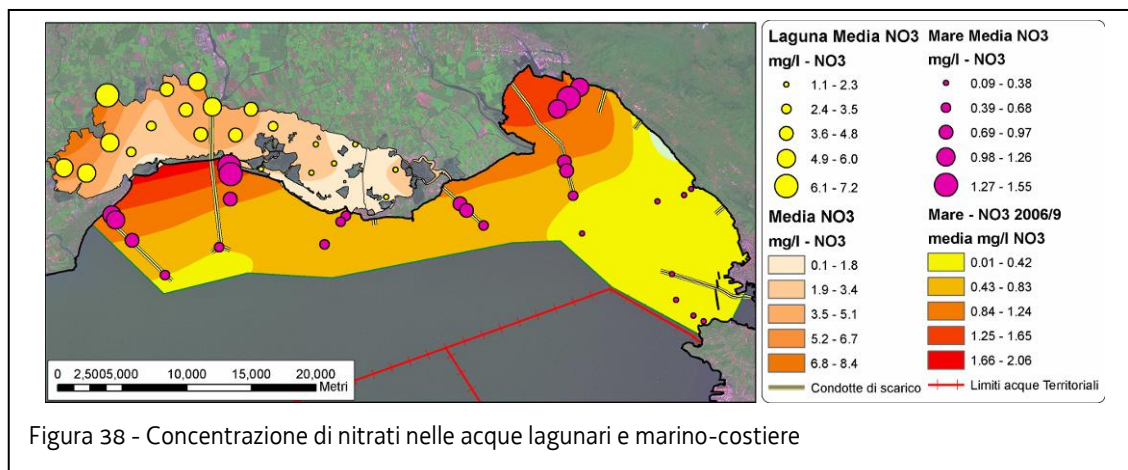 Laguna Media NO3
mg/l - NO3
1.1 - 2.3
2.4 - 3.5
3.6 - 4.8
4.9 - 6.0
6.1 - 7.2
Mare Media NO3
mg/l - NO3
0.09 - 0.38
0.39 - 0.68
0.69 - 0.97
0.98 - 1.26
1.27 - 1.55
Media NO3
mg/l - NO3
0.1 - 1.8
1.9 - 3.4
3.5 - 5.1
5.2 - 6.7
6.8 - 8.4
Condotte di scarico
Mare - NO3 2006/9
media mg/l NO3
0.01 - 0.42
0.43 - 0.83
0.84 - 1.24
1.25 - 1.65
1.66 - 2.06
Limiti acque Territoriali
0 2,5005,000 10,000 15,000 20,000
Metri
Figura 38 - Concentrazione di nitrati nelle acque lagunari e marino-costiere